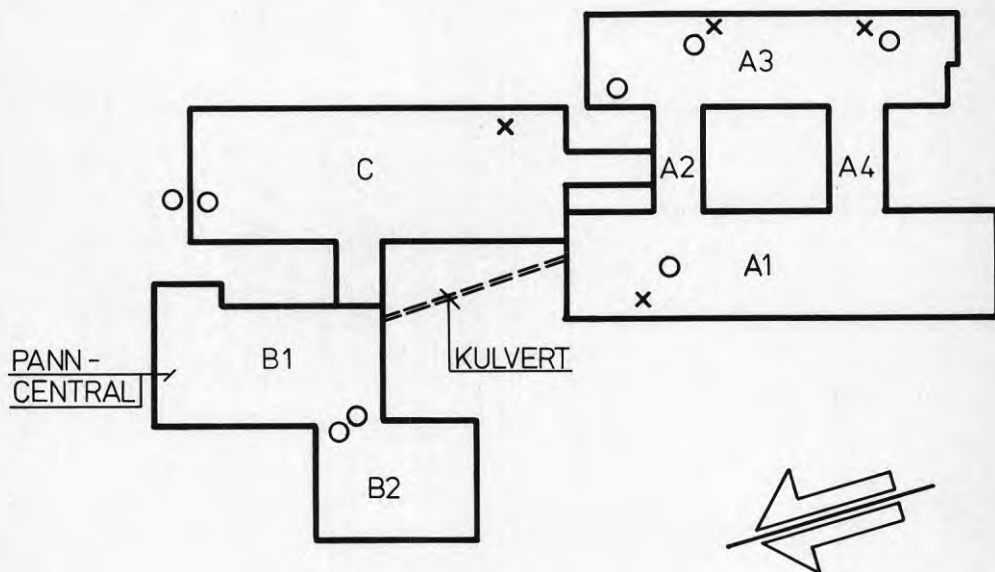 A3
C
A2
A4
A1
PANN-
CENTRAL
B1
KULVERT
B2